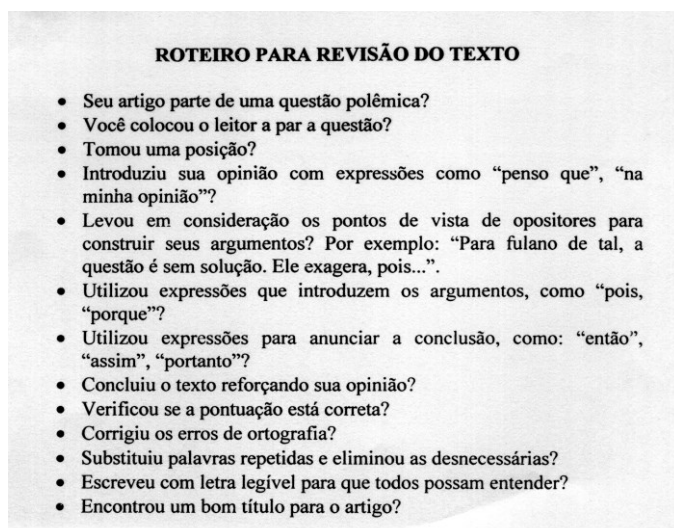 ROTEIRO PARA REVISÃO DO TEXTO
• Seu artigo parte de uma questão polêmica?
• Você colocou o leitor a par a questão?
• Tomou uma posição?
• Introduziu sua opinião com expressões como “penso que”, “na
minha opinião”?
• Levou em consideração os pontos de vista de opositores para
construir seus argumentos? Por exemplo: “Para fulano de tal, a
questão é sem solução. Ele exagera, pois...”.
• Utilizou expressões que introduzem os argumentos, como “pois,
“porque”?
• Utilizou expressões para anunciar a conclusão, como: “então”,
“assim”, “portanto”?
• Concluiu o texto reforçando sua opinião?
• Verificou se a pontuação está correta?
• Corrigiu os erros de ortografia?
• Substituiu palavras repetidas e eliminou as desnecessárias?
• Escreveu com letra legível para que todos possam entender?
• Encontrou um bom título para o artigo?